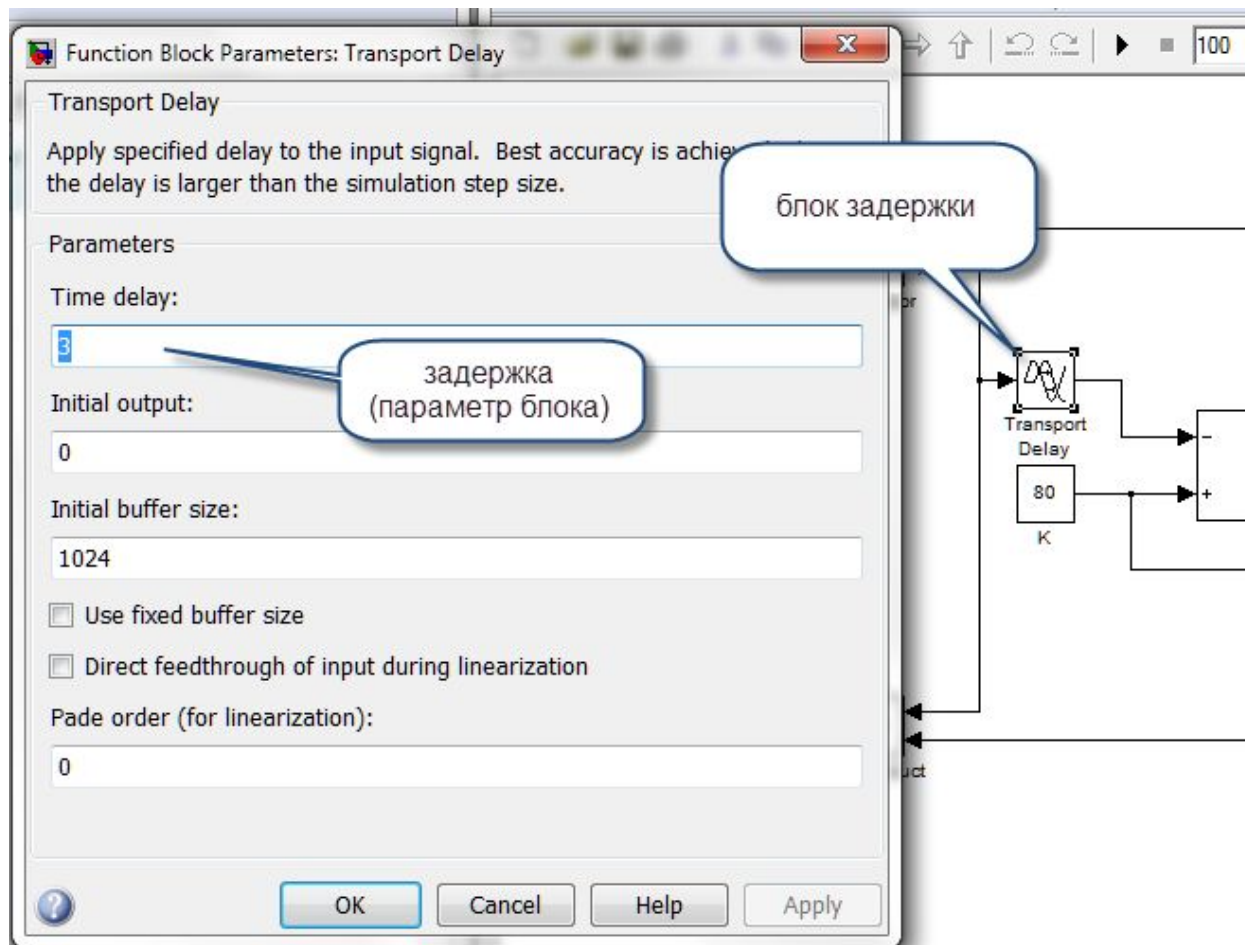 Function Block Parameters: Transport Delay
100
Transport Delay
Apply specified delay to the input signal. Best accuracy is
the delay is larger than the simulation step size.
блок задержки
Parameters
Time delay:
3
задержка
(параметр блока)
Initial output:
0
Initial buffer size:
1024
Use fixed buffer size
Direct feedthrough of input during linearization
Pade order (for linearization):
0
OK
Cancel
Help
Apply
Transport
Delay
-
80
+
K